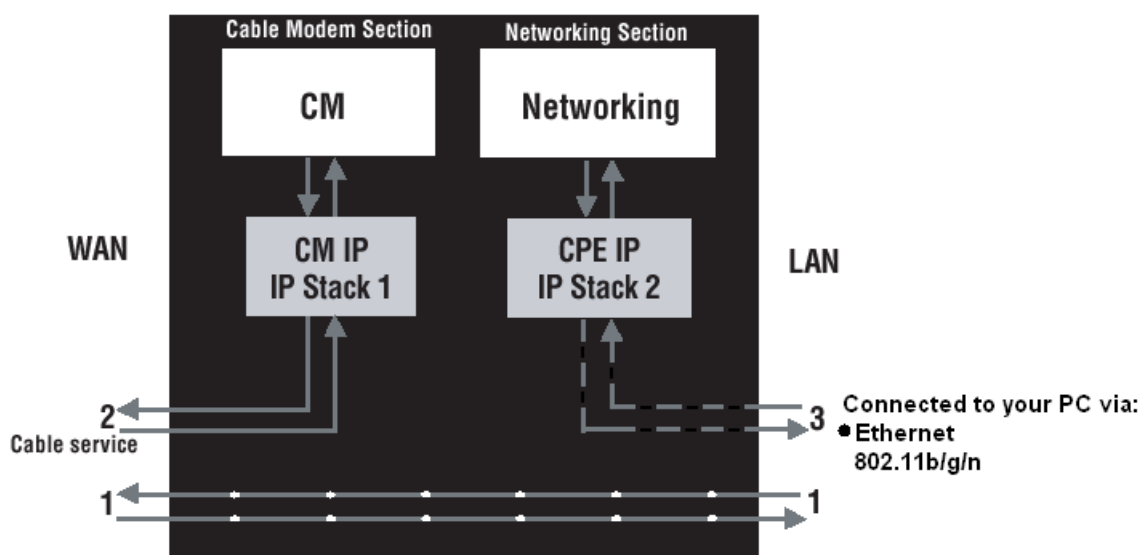 Cable Modem Section
Networking Section
CM
Networking
WAN
CM IP
IP Stack 1
CPE IP
IP Stack 2
LAN
2
Cable service
3
Connected to your PC via:
● Ethernet
802.11b/g/n
1
1